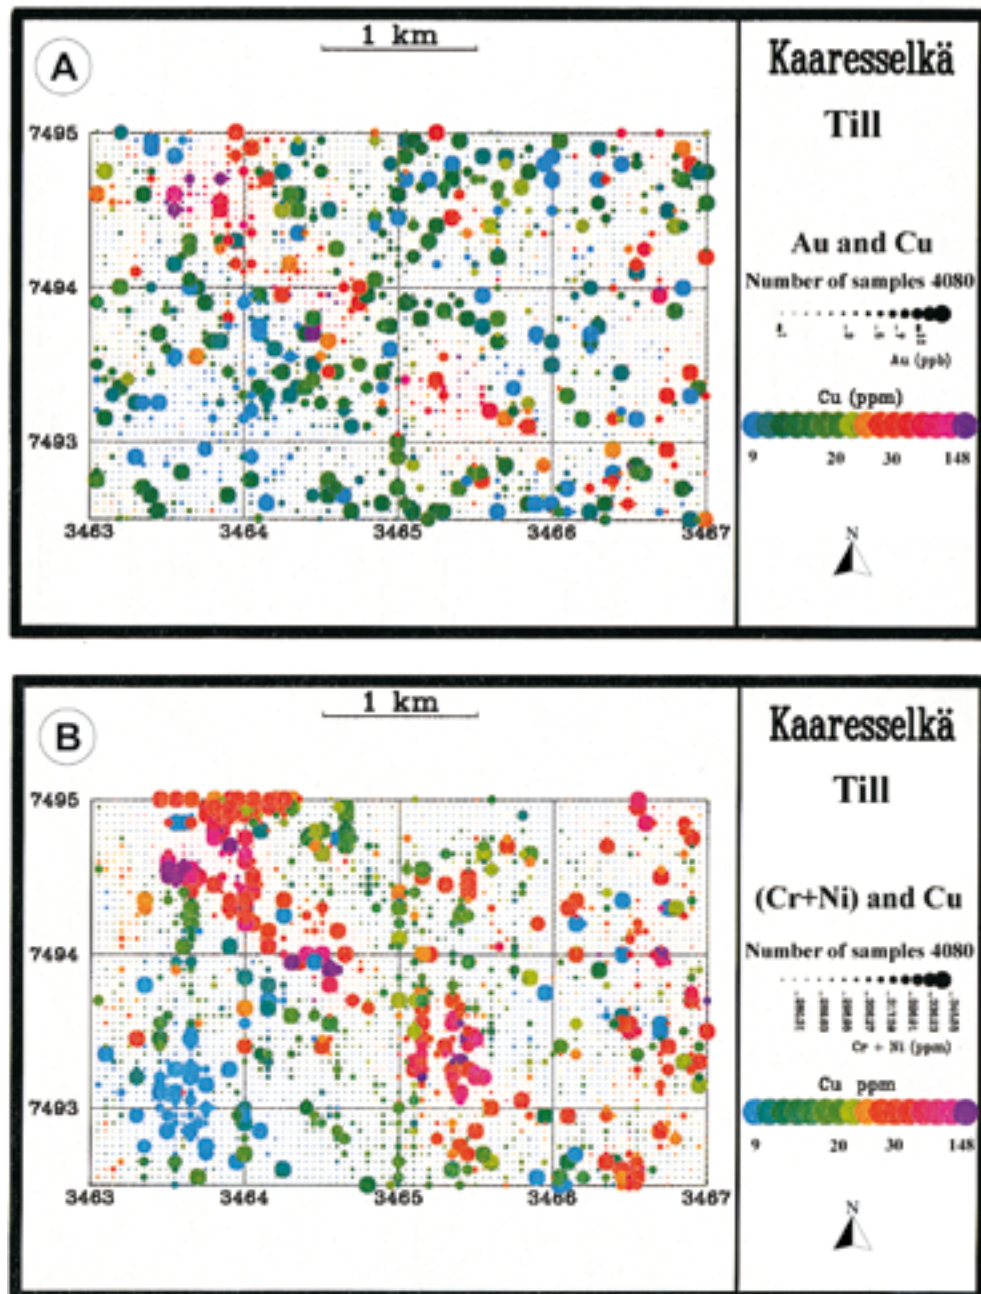 A
1 km
7495
7494
7493
3463 3464 3465 3466 3467
Kaaresselkä
Till
Au and Cu
Number of samples 4080
Au (ppb)
Cu (ppm)
9 20 30 148
N
B
1 km
7495
7494
7493
3463 3464 3465 3466 3467
Kaaresselkä
Till
(Cr+Ni) and Cu
Number of samples 4080
Cr + Ni (ppm)
Cu ppm
9 20 30 148
N